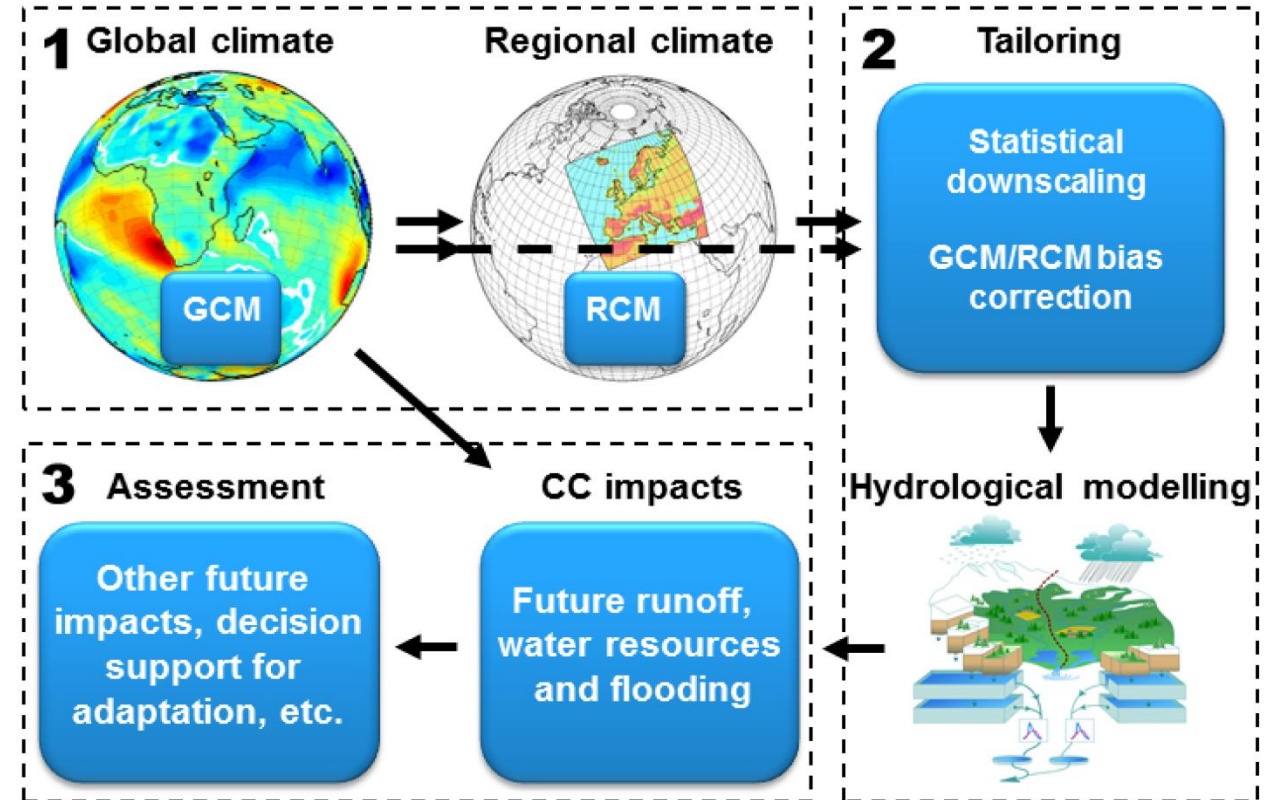 1 Global climate
Regional climate
GCM
RCM
2 Tailoring
Statistical
downscaling
GCM/RCM bias
correction
Hydrological modelling
3 Assessment
Other future
impacts, decision
support for
adaptation, etc.
CC impacts
Future runoff,
water resources
and flooding